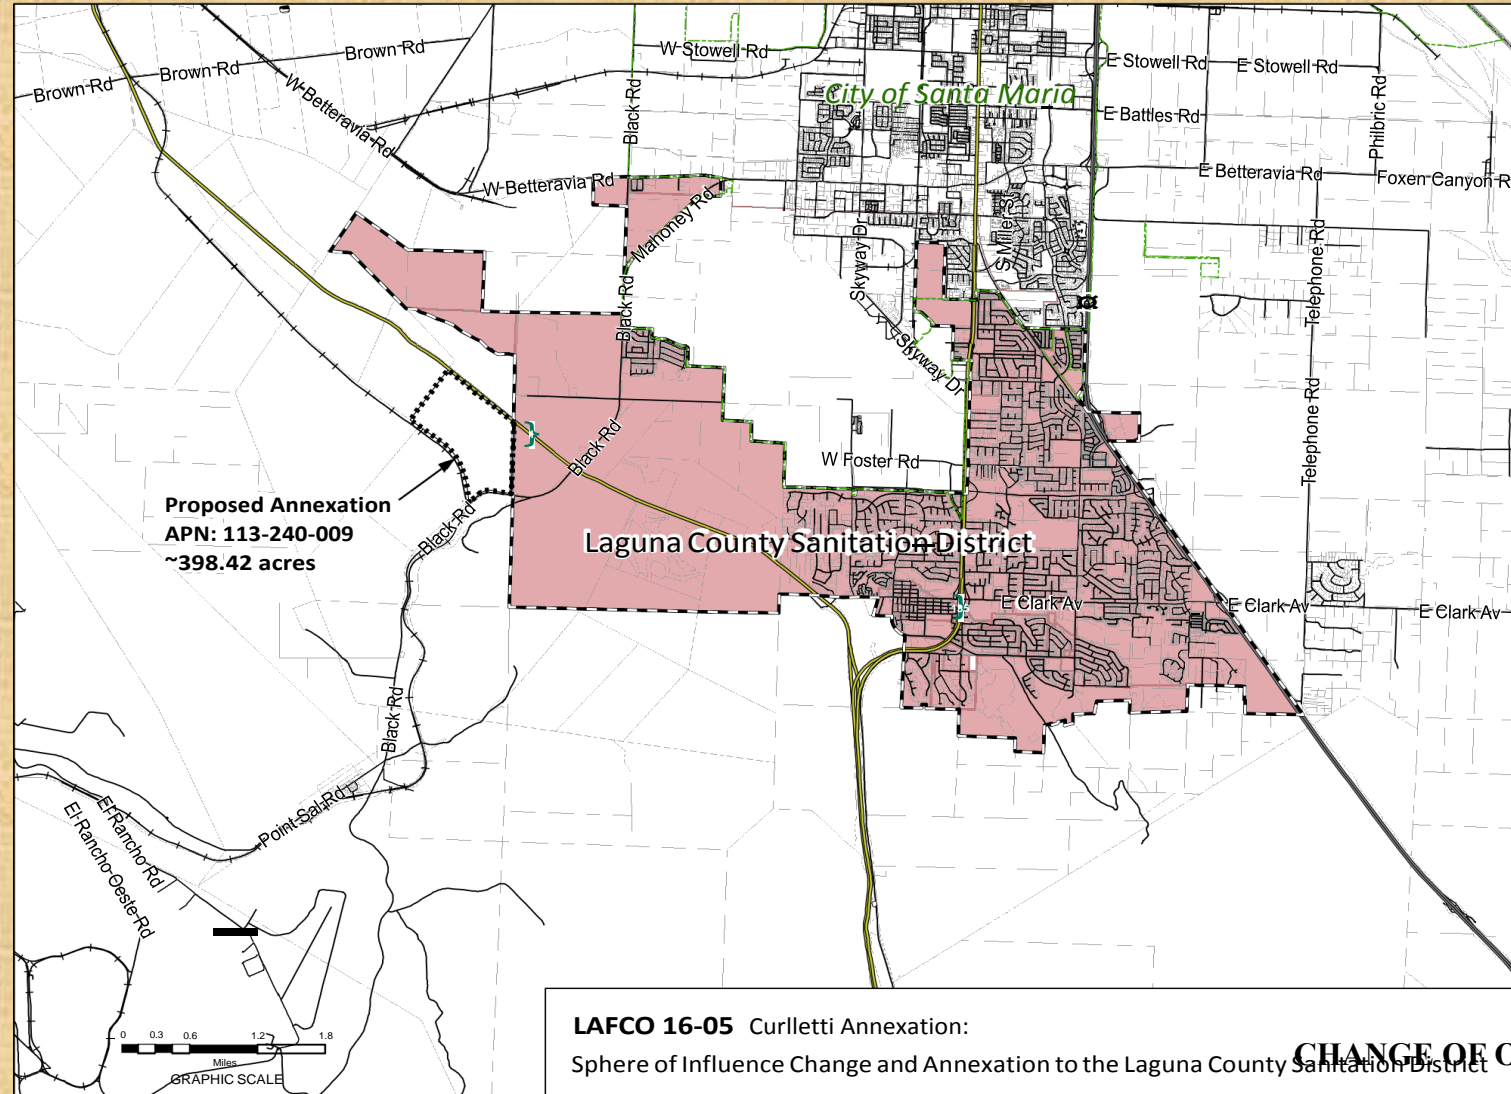 Brown Rd
W Stowell Rd
E Stowell Rd
E Stowell Rd
Brown Rd
Brown Rd
W Betteravia Rd
Black Rd
City of Santa Maria
E Battles Rd
Philbric Rd
W Betteravia Rd
E Betteravia Rd
Foxen Canyon R
Mahoney Rd
S Miller S
Skyway Dr
Telephone Rd
Black Rd
Skyway Dr
Telephone Rd
Black Rd
W Foster Rd
Proposed Annexation
APN: 113-240-009
~398.42 acres
Black Rd
Laguna County Sanitation District
E Clark Av
E Clark Av
E Clark Av
Black Rd
Point Sal Rd
El Rancho Rd
El Rancho Oeste Rd
0 0.3 0.6 1.2 1.8
Miles
GRAPHIC SCALE
LAFCO 16-05 Curlletti Annexation:
Sphere of Influence Change and Annexation to the Laguna County Sanitation District
CHANGE OF O